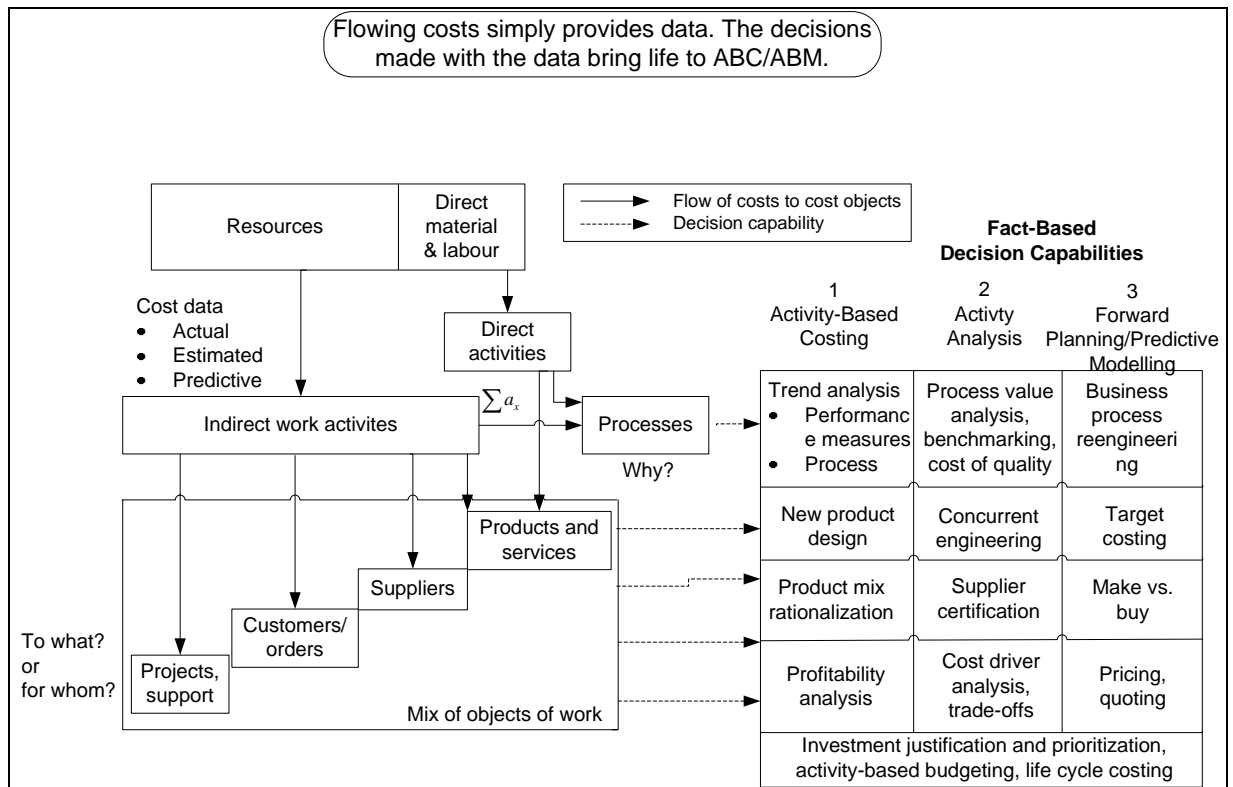 Flowing costs simply provides data. The decisions
made with the data bring life to ABC/ABM.
Resources
Direct
material
& labour
Flow of costs to cost objects
Decision capability
Fact-Based
Decision Capabilities
Cost data
• Actual
• Estimated
• Predictive
Direct
activities
1
Activity-Based
Costing
2
Activty
Analysis
3
Forward
Planning/Predictive
Modelling
Indirect work activites
∑ aₓ
Processes
Why?
Trend analysis
• Performanc
e measures
• Process
Process value
analysis,
benchmarking,
cost of quality
Business
process
reengineeri
ng
Products and
services
New product
design
Concurrent
engineering
Target
costing
Suppliers
Product mix
rationalization
Supplier
certification
Make vs.
buy
Customers/
orders
To what?
or
for whom?
Projects,
support
Mix of objects of work
Profitability
analysis
Cost driver
analysis,
trade-offs
Pricing,
quoting
Investment justification and prioritization,
activity-based budgeting, life cycle costing